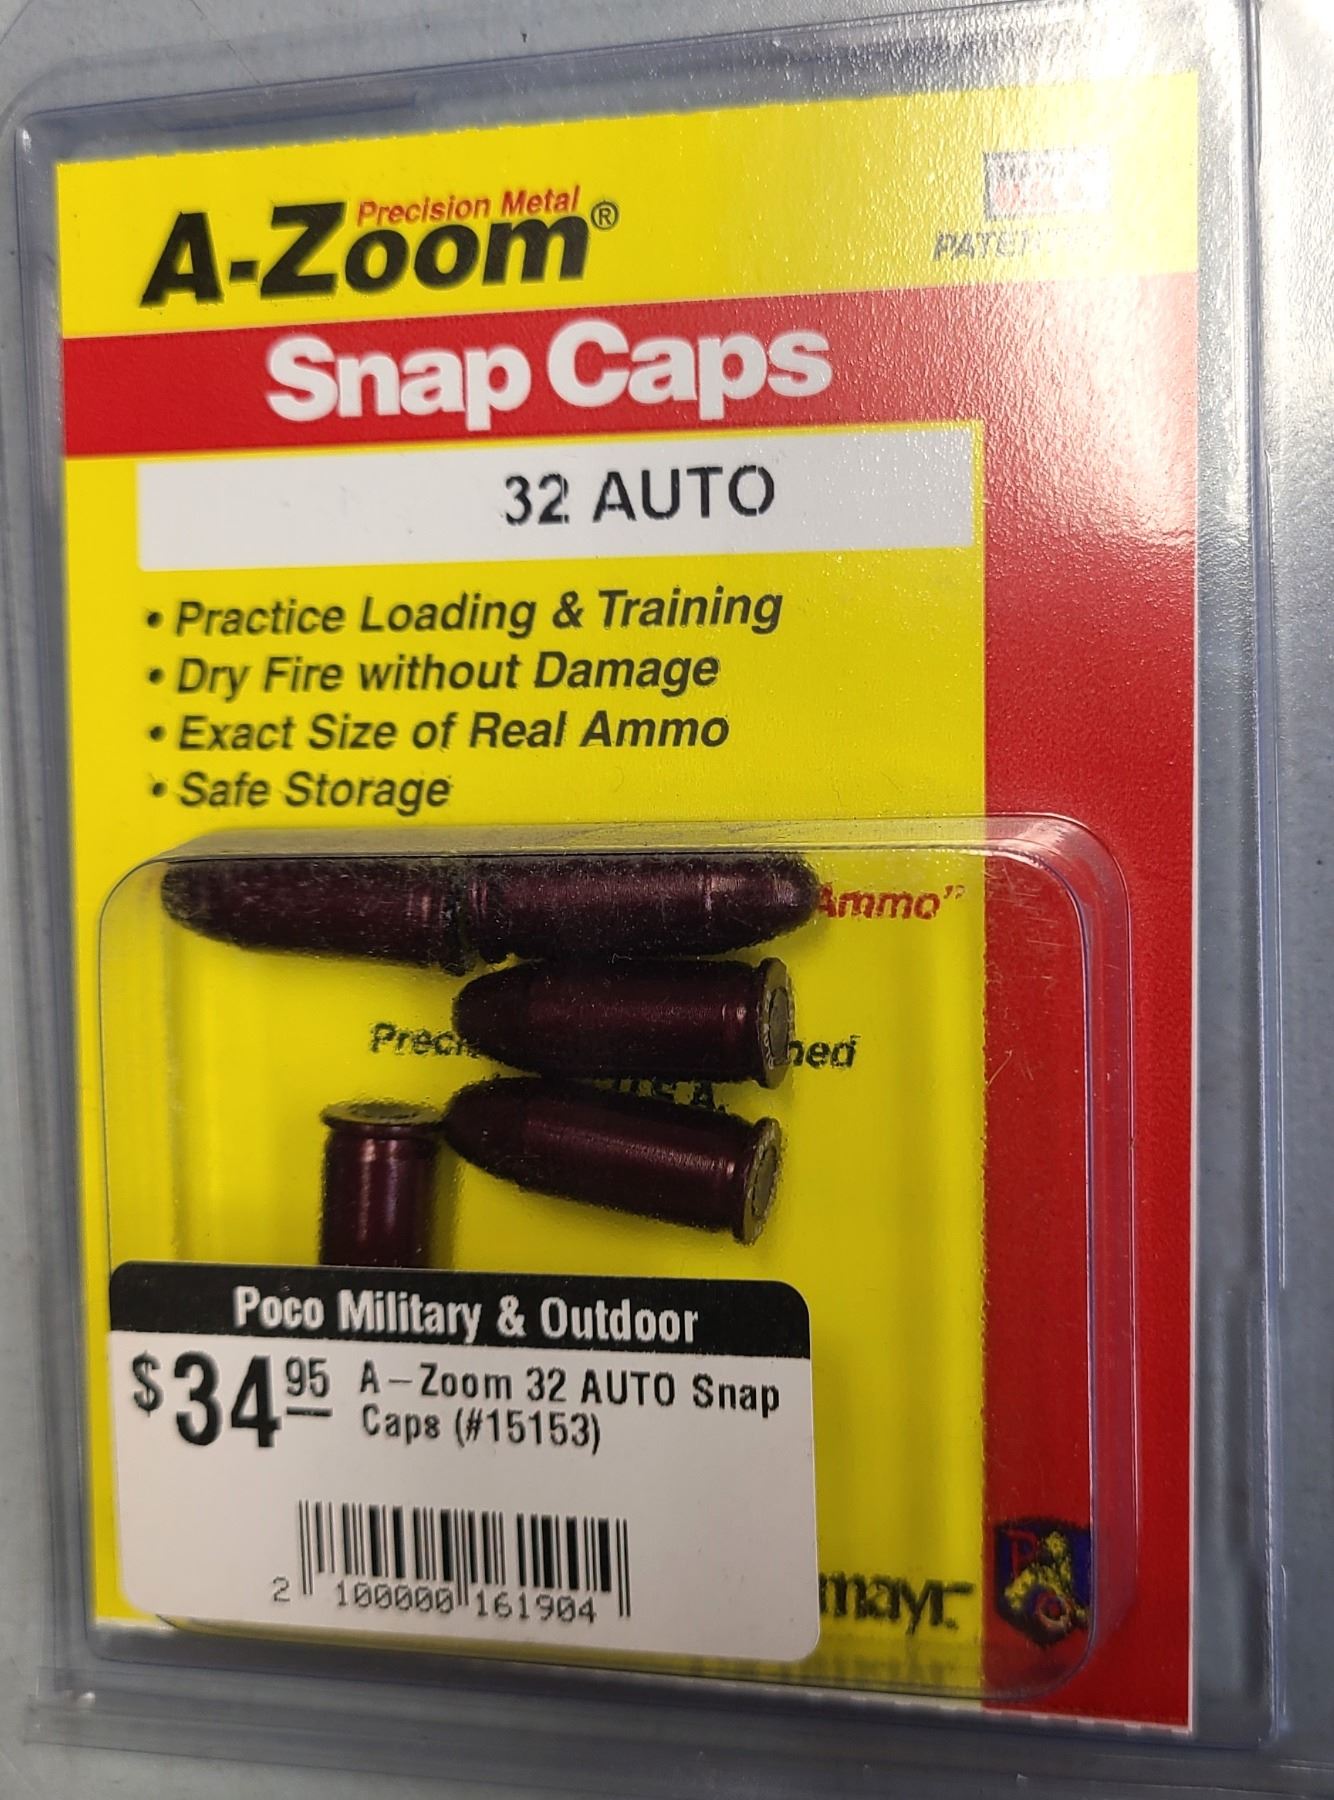 Precision Metal
A-Zoom®
PATENTED
Snap Caps
32 AUTO
• Practice Loading & Training
• Dry Fire without Damage
• Exact Size of Real Ammo
• Safe Storage
Ammo”
U.S.A.
Poco Military & Outdoor
$34.95 A-Zoom 32 AUTO Snap
Caps (#15153)
2 100000 161904